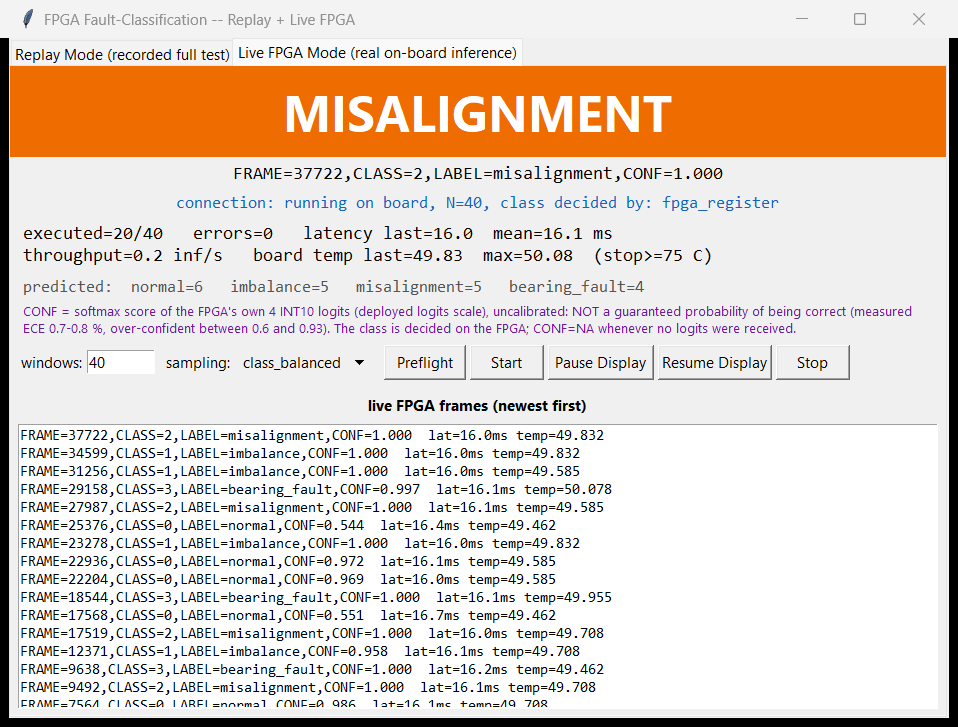 FPGA Fault-Classification -- Replay + Live FPGA
Replay Mode (recorded full test) Live FPGA Mode (real on-board inference)
MISALIGNMENT
FRAME=37722,CLASS=2,LABEL=misalignment,CONF=1.000
connection: running on board, N=40, class decided by: fpga_register
executed=20/40 errors=0 latency last=16.0 mean=16.1 ms
throughput=0.2 inf/s board temp last=49.83 max=50.08 (stop>=75 C)
predicted: normal=6 imbalance=5 misalignment=5 bearing_fault=4
CONF = softmax score of the FPGA's own 4 INT10 logits (deployed logits scale), uncalibrated: NOT a guaranteed probability of being correct (measured
ECE 0.7-0.8 %, over-confident between 0.6 and 0.93). The class is decided on the FPGA; CONF=NA whenever no logits were received.
windows: 40 sampling: class_balanced Preflight Start Pause Display Resume Display Stop
live FPGA frames (newest first)
FRAME=37722,CLASS=2,LABEL=misalignment,CONF=1.000 lat=16.0ms temp=49.832
FRAME=34599,CLASS=1,LABEL=imbalance,CONF=1.000 lat=16.0ms temp=49.832
FRAME=31256,CLASS=1,LABEL=imbalance,CONF=1.000 lat=16.0ms temp=49.585
FRAME=29158,CLASS=3,LABEL=bearing_fault,CONF=0.997 lat=16.1ms temp=50.078
FRAME=27987,CLASS=2,LABEL=misalignment,CONF=1.000 lat=16.1ms temp=49.585
FRAME=25376,CLASS=0,LABEL=normal,CONF=0.544 lat=16.4ms temp=49.462
FRAME=23278,CLASS=1,LABEL=imbalance,CONF=1.000 lat=16.0ms temp=49.832
FRAME=22936,CLASS=0,LABEL=normal,CONF=0.972 lat=16.1ms temp=49.585
FRAME=22204,CLASS=0,LABEL=normal,CONF=0.969 lat=16.0ms temp=49.585
FRAME=18544,CLASS=3,LABEL=bearing_fault,CONF=1.000 lat=16.1ms temp=49.955
FRAME=17568,CLASS=0,LABEL=normal,CONF=0.551 lat=16.7ms temp=49.462
FRAME=17519,CLASS=2,LABEL=misalignment,CONF=1.000 lat=16.0ms temp=49.708
FRAME=12371,CLASS=1,LABEL=imbalance,CONF=0.958 lat=16.1ms temp=49.708
FRAME=9638,CLASS=3,LABEL=bearing_fault,CONF=1.000 lat=16.2ms temp=49.462
FRAME=9492,CLASS=2,LABEL=misalignment,CONF=1.000 lat=16.1ms temp=49.708
FRAME=7564,CLASS=0,LABEL=normal,CONF=0.986 lat=16.1ms temp=49.708